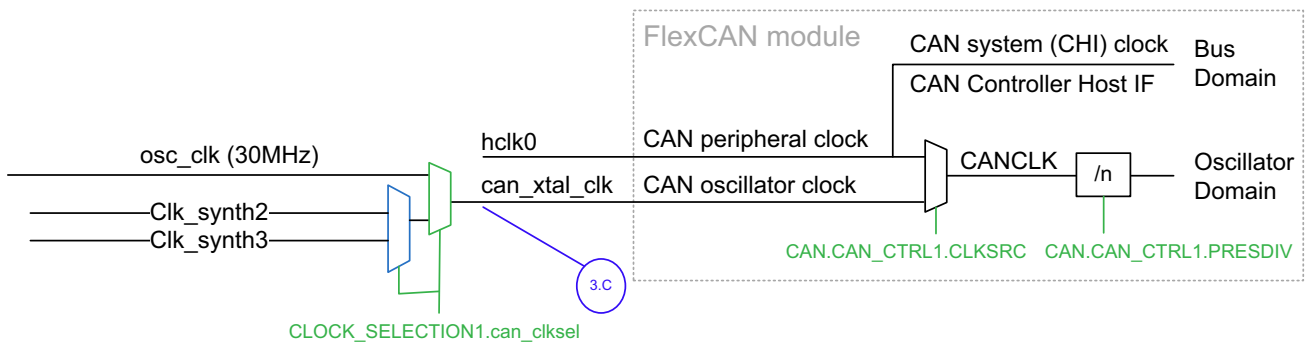 FlexCAN module
CAN system (CHI) clock
Bus
Domain
CAN Controller Host IF
hclk0
CAN peripheral clock
osc_clk (30MHz)
CANCLK
/n
Oscillator
Domain
can_xtal_clk
CAN oscillator clock
Clk_synth2
Clk_synth3
CAN.CAN_CTRL1.CLKSRC
CAN.CAN_CTRL1.PRESDIV
3.C
CLOCK_SELECTION1.can_clksel